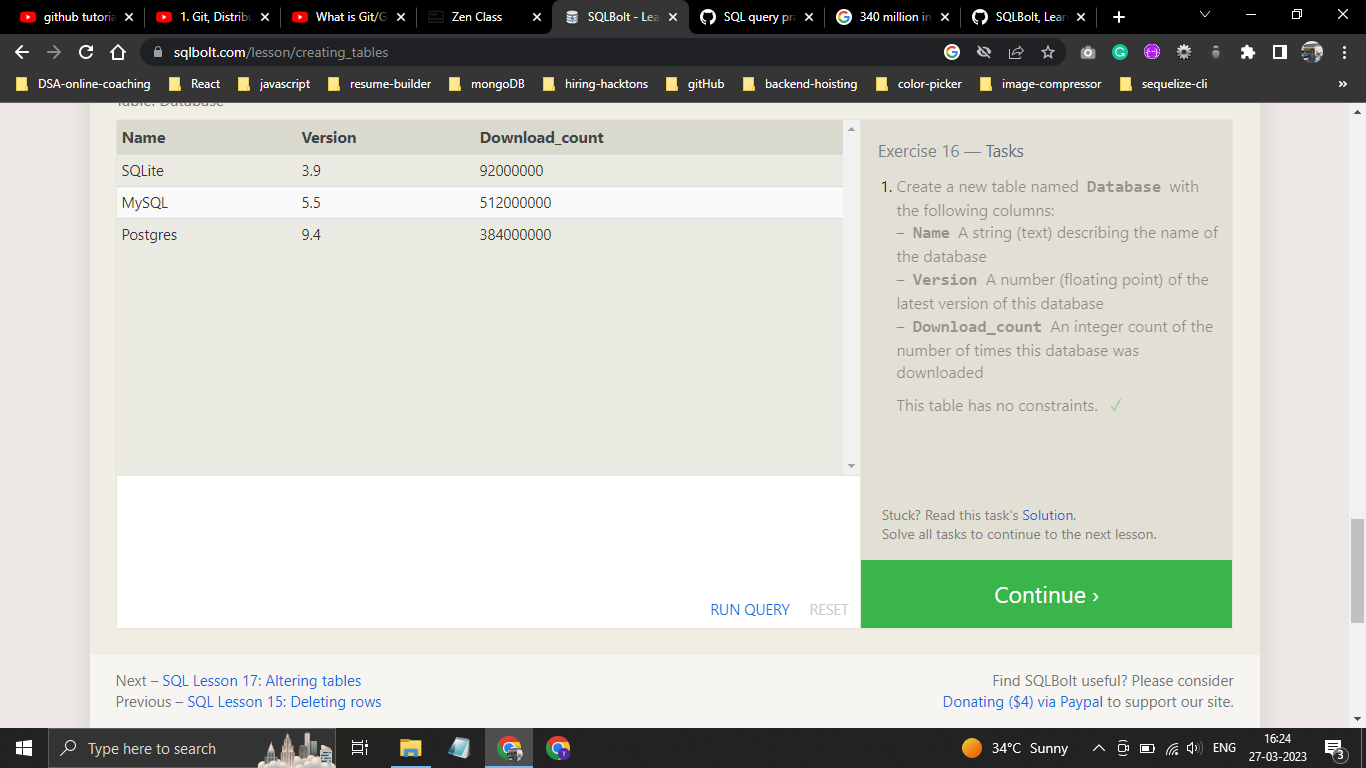 github tutoria
1. Git, Distrib
What is Git/G
Zen Class
SQLBolt - Lea
SQL query pra
340 million in
SQLBolt, Lear
sqlbolt.com/lesson/creating_tables
DSA-online-coaching React javascript resume-builder mongoDB hiring-hacktons gitHub backend-hoisting color-picker image-compressor sequelize-cli »
Table: Database
Name Version Download_count
SQLite 3.9 92000000
MySQL 5.5 512000000
Postgres 9.4 384000000
Exercise 16 — Tasks
1. Create a new table named Database with
the following columns:
– Name A string (text) describing the name of
the database
– Version A number (floating point) of the
latest version of this database
– Download_count An integer count of the
number of times this database was
downloaded
This table has no constraints. ✓
Stuck? Read this task's Solution.
Solve all tasks to continue to the next lesson.
RUN QUERY RESET
Continue ›
Next – SQL Lesson 17: Altering tables
Previous – SQL Lesson 15: Deleting rows
Find SQLBolt useful? Please consider
Donating ($4) via Paypal to support our site.
Type here to search
34°C Sunny
ENG
16:24
27-03-2023
3